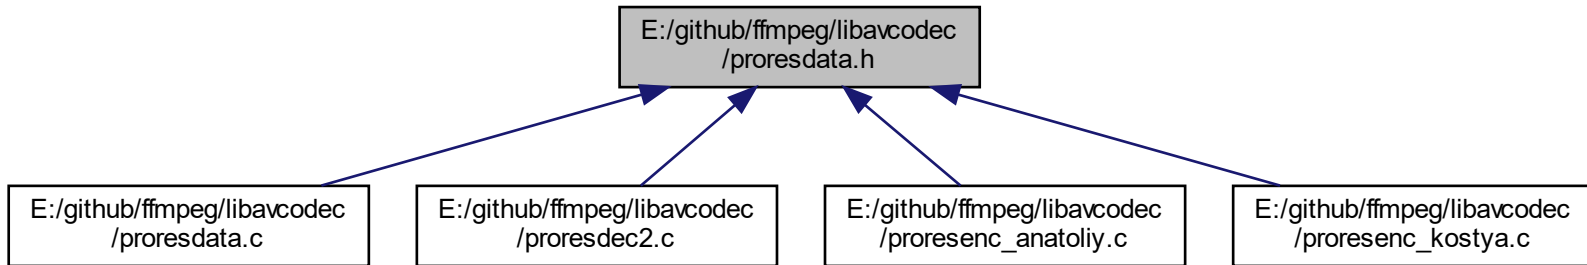 E:/github/ffmpeg/libavcodec
/proresdata.h
E:/github/ffmpeg/libavcodec
/proresdata.c
E:/github/ffmpeg/libavcodec
/proresdec2.c
E:/github/ffmpeg/libavcodec
/proresenc_anatoliy.c
E:/github/ffmpeg/libavcodec
/proresenc_kostya.c